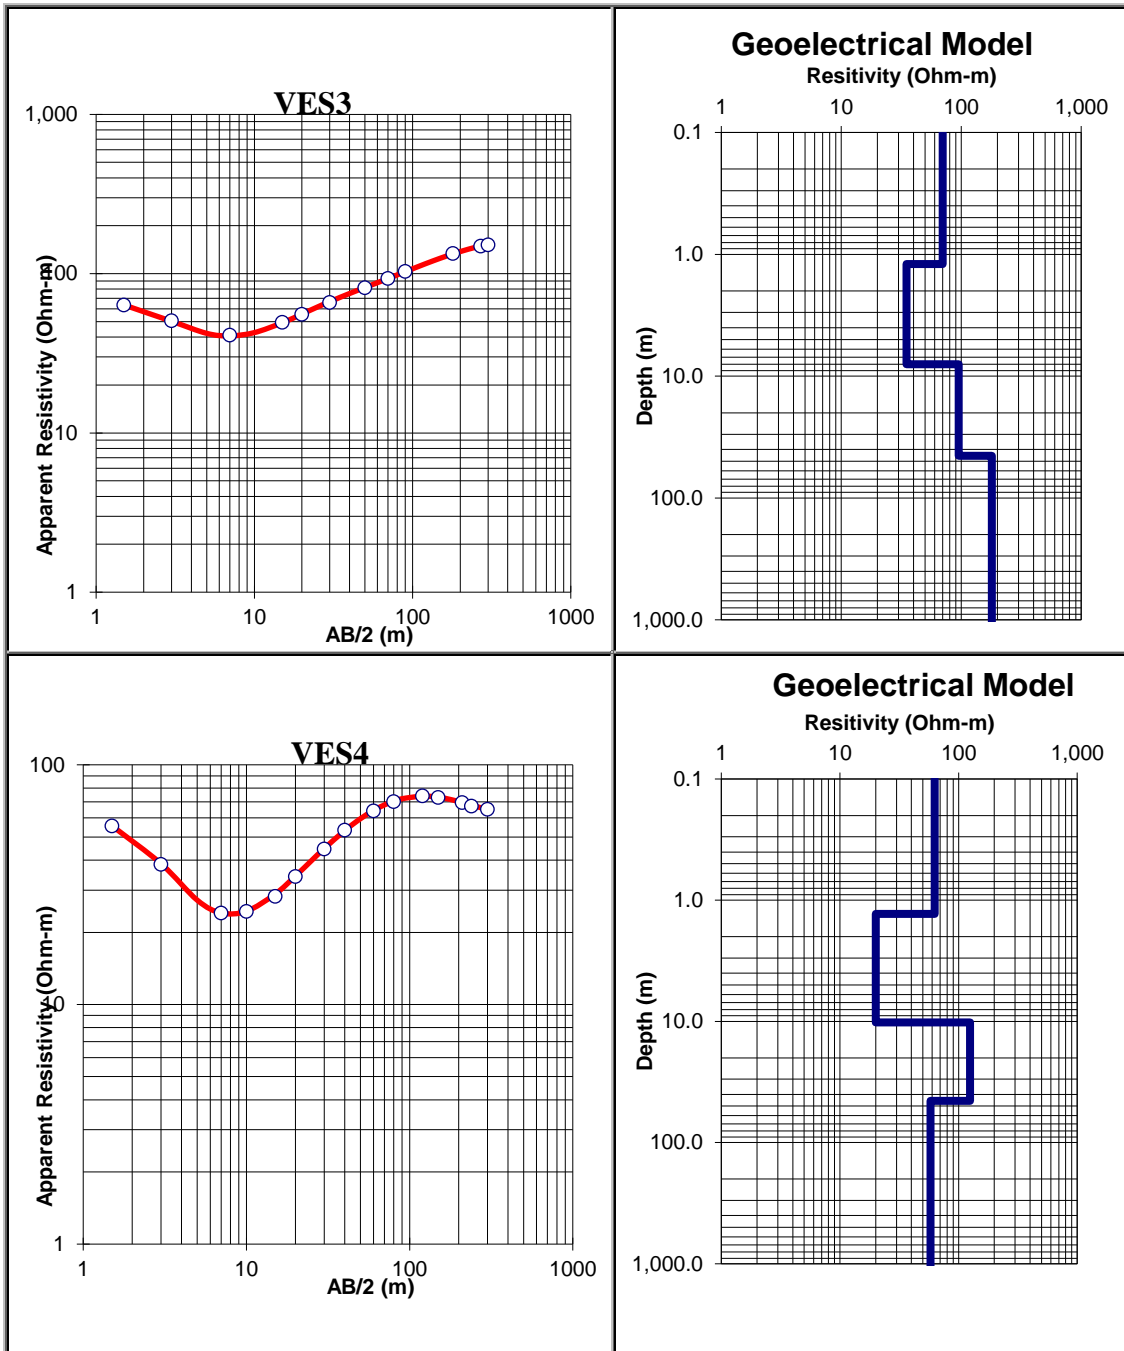 VES3
1,000
100
10
1
Apparent Resistivity (Ohm-m)
1 10 100 1000
AB/2 (m)
Geoelectrical Model
Resitivity (Ohm-m)
1 10 100 1,000
0.1
1.0
10.0
100.0
1,000.0
Depth (m)
VES4
100
10
1
Apparent Resistivity (Ohm-m)
1 10 100 1000
AB/2 (m)
Geoelectrical Model
Resitivity (Ohm-m)
1 10 100 1,000
0.1
1.0
10.0
100.0
1,000.0
Depth (m)